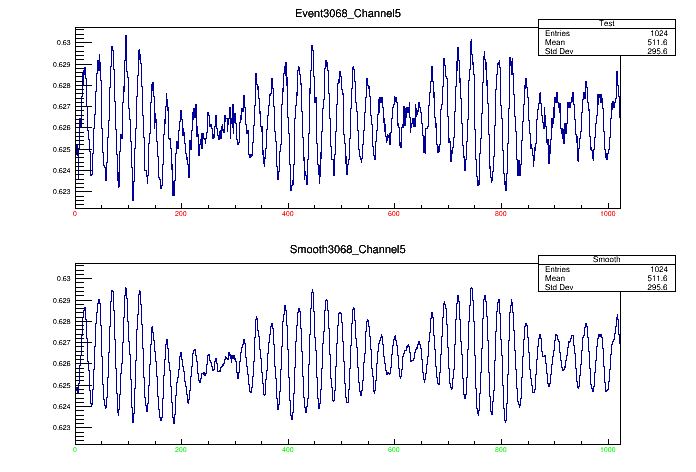 Event3068_Channel5
Test
Entries 1024
Mean 511.6
Std Dev 295.6
0.63
0.629
0.628
0.627
0.626
0.625
0.624
0.623
0 200 400 600 800 1000
Smooth3068_Channel5
Smooth
Entries 1024
Mean 511.6
Std Dev 295.6
0.63
0.629
0.628
0.627
0.626
0.625
0.624
0.623
0 200 400 600 800 1000